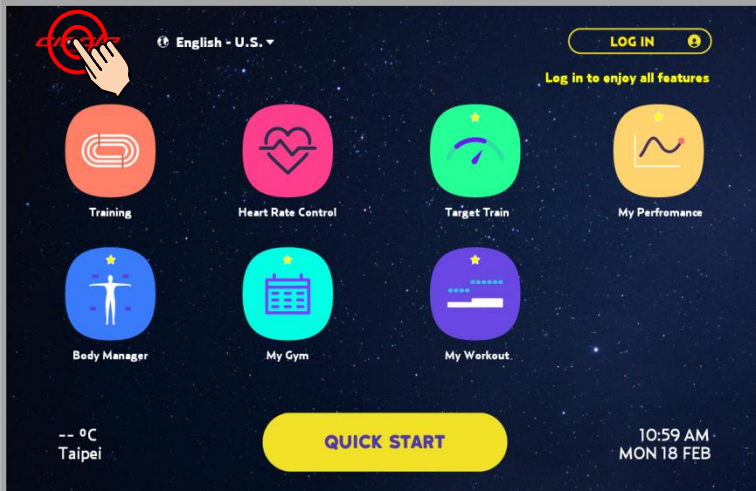 English - U.S.
LOG IN
Log in to enjoy all features
Training
Heart Rate Control
Target Train
My Perfromance
Body Manager
My Gym
My Workout
-- ºC
Taipei
QUICK START
10:59 AM
MON 18 FEB